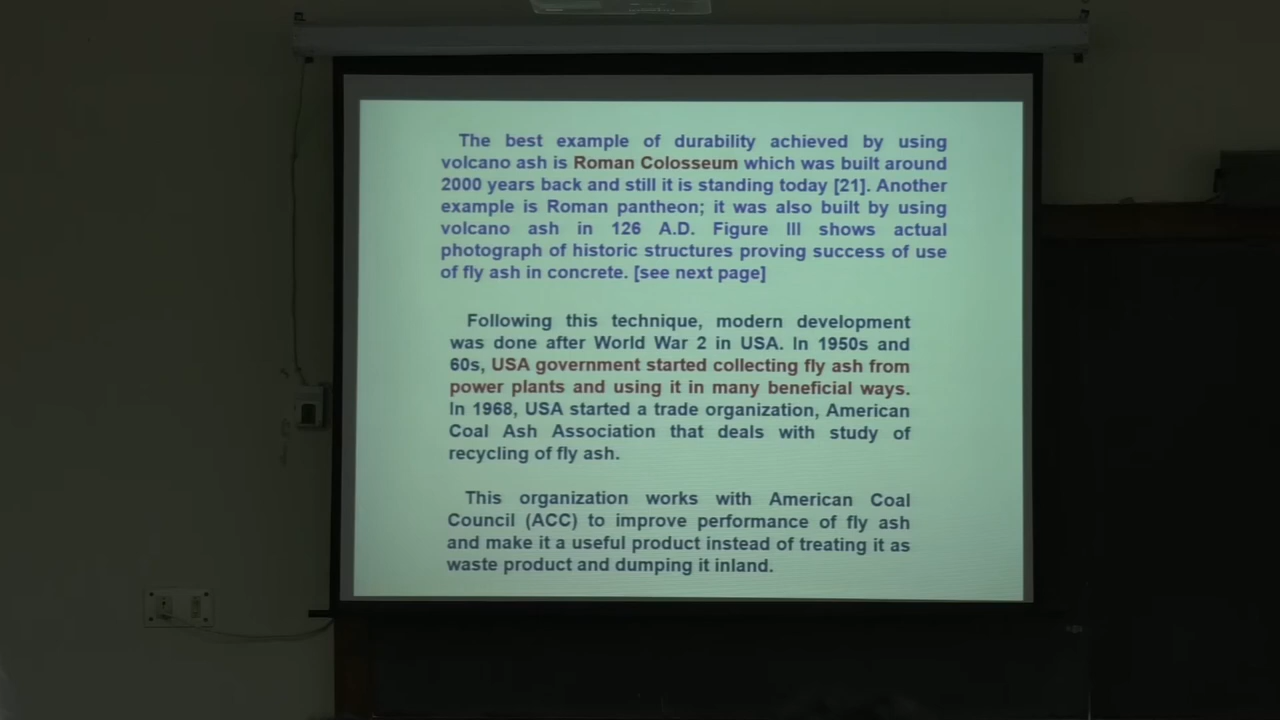 The best example of durability achieved by using
volcano ash is Roman Colosseum which was built around
2000 years back and still it is standing today [21]. Another
example is Roman pantheon; it was also built by using
volcano ash in 126 A.D. Figure III shows actual
photograph of historic structures proving success of use
of fly ash in concrete. [see next page]
Following this technique, modern development
was done after World War 2 in USA. In 1950s and
60s, USA government started collecting fly ash from
power plants and using it in many beneficial ways.
In 1968, USA started a trade organization, American
Coal Ash Association that deals with study of
recycling of fly ash.
This organization works with American Coal
Council (ACC) to improve performance of fly ash
and make it a useful product instead of treating it as
waste product and dumping it inland.